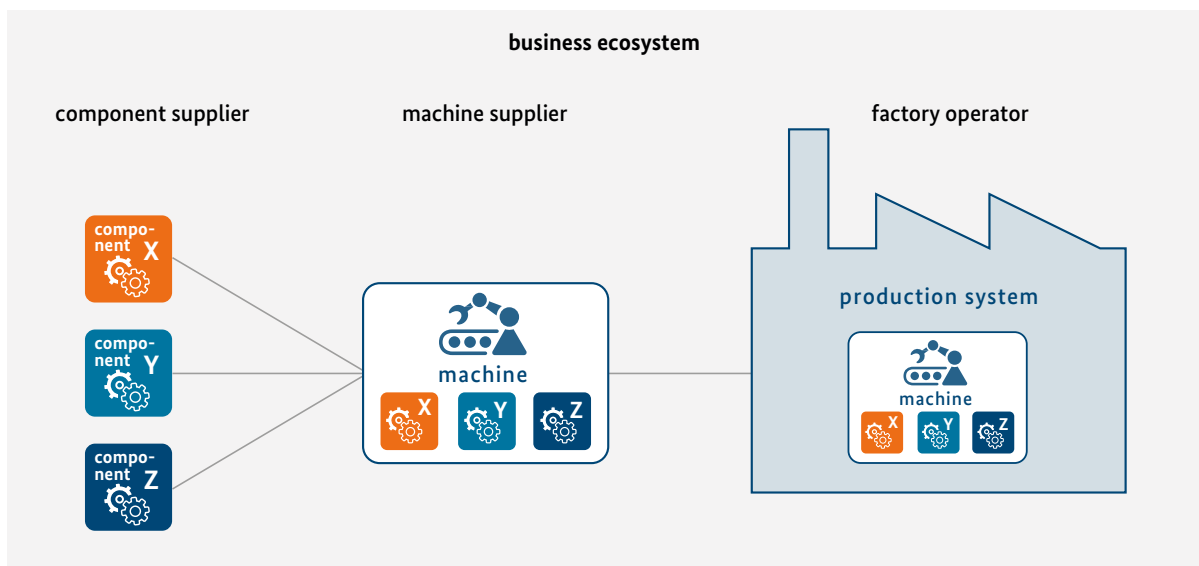 business ecosystem
component supplier
machine supplier
factory operator
compo-
nent X
compo-
nent Y
compo-
nent Z
machine
X
Y
Z
production system
machine
X
Y
Z